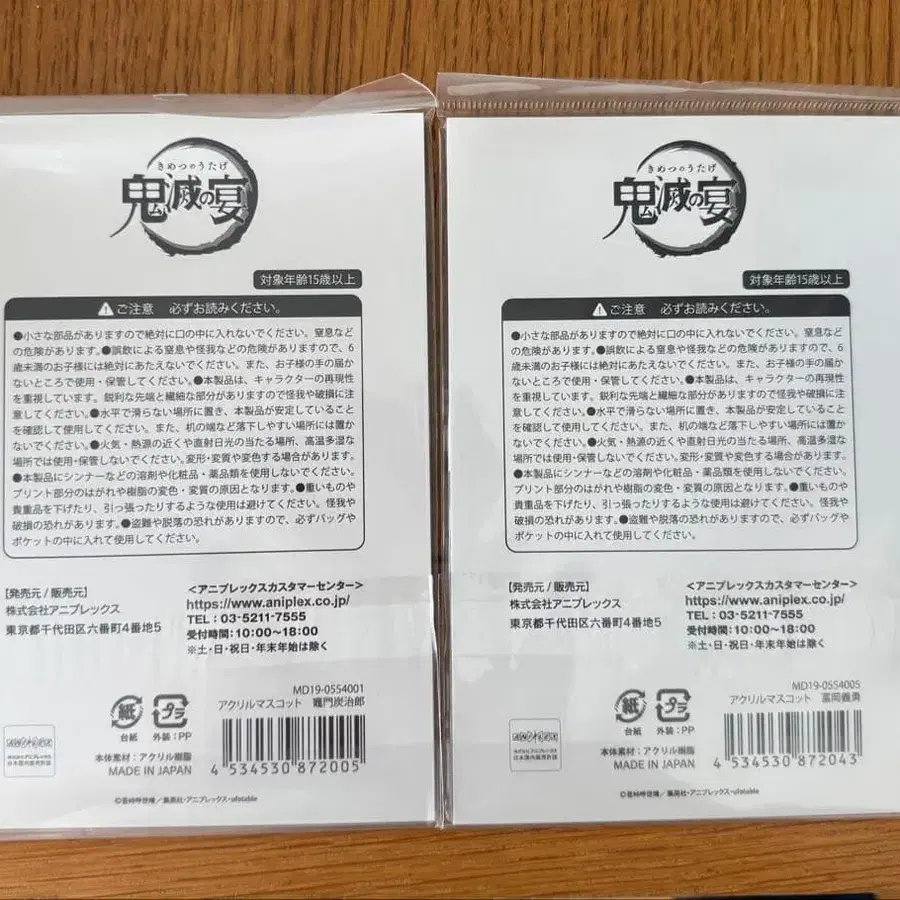 きめつのうたげ
鬼滅の宴
対象年齢15歳以上
ご注意 必ずお読みください。
●小さな部品がありますので絶対に口の中に入れないでください。窒息など
の危険があります。●誤飲による窒息や怪我などの危険がありますので、6
歳未満のお子様には絶対にあたえないでください。また、お子様の手の届か
ないところで使用・保管してください。●本製品は、キャラクターの再現性
を重視しています。鋭利な先端と繊細な部分がありますので怪我や破損に注
意してください。●水平で滑らない場所に置き、本製品が安定していること
を確認して使用してください。また、机の端など落下しやすい場所には置か
ないでください。●火気・熱源の近くや直射日光の当たる場所、高温多湿な
場所では使用・保管しないでください。変形・変質や変色する場合があります。
●本製品にシンナーなどの溶剤や化粧品・薬品類を使用しないでください。
プリント部分のはがれや樹脂の変色・変質の原因となります。●重いものや
貴重品を下げたり、引っ張ったりするような使用は避けてください。怪我や
破損の恐れがあります。●盗難や脱落の恐れがありますので、必ずバッグや
ポケットの中に入れて使用してください。
【発売元 / 販売元】
株式会社アニプレックス
東京都千代田区六番町4番地5
<アニプレックスカスタマーセンター>
https://www.aniplex.co.jp/
TEL：03-5211-7555
受付時間：10:00～18:00
※土・日・祝日・年末年始は除く
MD19-0554001
アクリルマスコット 竈門炭治郎
紙
台紙
プラ
外装：PP
本体素材：アクリル樹脂
MADE IN JAPAN
4 534530 872005
日本国内販売許諾
©吾峠呼世晴／集英社・アニプレックス・ufotable
きめつのうたげ
鬼滅の宴
対象年齢15歳以上
ご注意 必ずお読みください。
●小さな部品がありますので絶対に口の中に入れないでください。窒息など
の危険があります。●誤飲による窒息や怪我などの危険がありますので、6
歳未満のお子様には絶対にあたえないでください。また、お子様の手の届か
ないところで使用・保管してください。●本製品は、キャラクターの再現性
を重視しています。鋭利な先端と繊細な部分がありますので怪我や破損に注
意してください。●水平で滑らない場所に置き、本製品が安定していること
を確認して使用してください。また、机の端など落下しやすい場所には置か
ないでください。●火気・熱源の近くや直射日光の当たる場所、高温多湿な
場所では使用・保管しないでください。変形・変質や変色する場合があります。
●本製品にシンナーなどの溶剤や化粧品・薬品類を使用しないでください。
プリント部分のはがれや樹脂の変色・変質の原因となります。●重いものや
貴重品を下げたり、引っ張ったりするような使用は避けてください。怪我や
破損の恐れがあります。●盗難や脱落の恐れがありますので、必ずバッグや
ポケットの中に入れて使用してください。
【発売元 / 販売元】
株式会社アニプレックス
東京都千代田区六番町4番地5
<アニプレックスカスタマーセンター>
https://www.aniplex.co.jp/
TEL：03-5211-7555
受付時間：10:00～18:00
※土・日・祝日・年末年始は除く
MD19-0554005
アクリルマスコット 冨岡義勇
紙
台紙
プラ
外装：PP
本体素材：アクリル樹脂
MADE IN JAPAN
4 534530 872043
日本国内販売許諾
©吾峠呼世晴／集英社・アニプレックス・ufotable